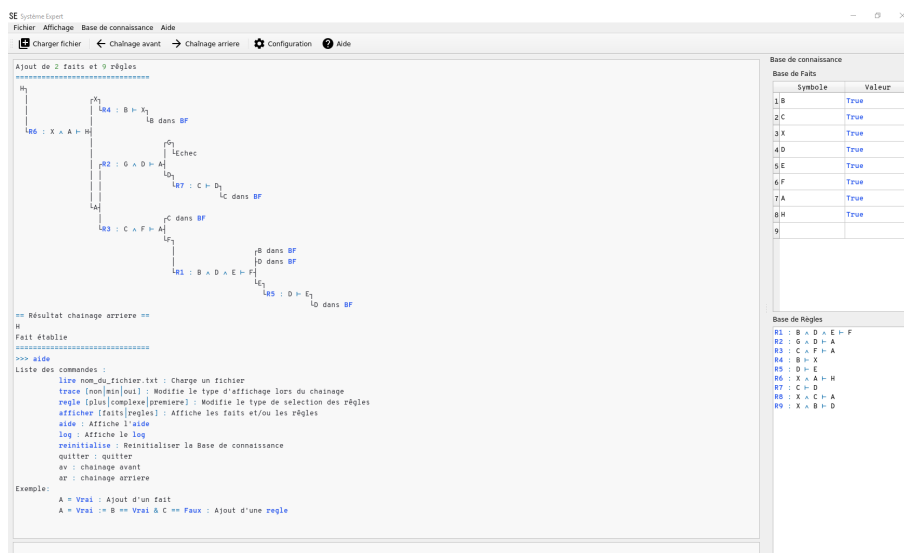 SE Système Expert
Fichier Affichage Base de connaissance Aide
Charger fichier Chaînage avant Chaînage arriere Configuration Aide
Ajout de 2 faits et 9 rêgles
===============================
H
X
R4 : B ⊢ X
B dans BF
R6 : X ∧ A ⊢ H
G
Echec
R2 : G ∧ D ⊢ A
D
R7 : C ⊢ D
C dans BF
A
C dans BF
R3 : C ∧ F ⊢ A
F
B dans BF
D dans BF
R1 : B ∧ D ∧ E ⊢ F
E
R5 : D ⊢ E
D dans BF
== Résultat chainage arriere ==
H
Fait établie
===============================
>>> aide
Liste des commandes :
lire nom_du_fichier.txt : Charge un fichier
trace [non|min|oui] : Modifie le type d'affichage lors du chainage
regle [plus|complexe|premiere] : Modifie le type de selection des rêgles
afficher [faits|regles] : Affiche les faits et/ou les rêgles
aide : Affiche l'aide
log : Affiche le log
reinitialise : Reinitialiser la Base de connaissance
quitter : quitter
av : chainage avant
ar : chainage arriere
Exemple:
A = Vrai : Ajout d'un fait
A = Vrai := B == Vrai & C == Faux : Ajout d'une regle
Base de connaissance
Base de Faits
Symbole Valeur
1 B True
2 C True
3 X True
4 D True
5 E True
6 F True
7 A True
8 H True
9
Base de Règles
R1 : B ∧ D ∧ E ⊢ F
R2 : G ∧ D ⊢ A
R3 : C ∧ F ⊢ A
R4 : B ⊢ X
R5 : D ⊢ E
R6 : X ∧ A ⊢ H
R7 : C ⊢ D
R8 : X ∧ C ⊢ A
R9 : X ∧ B ⊢ D